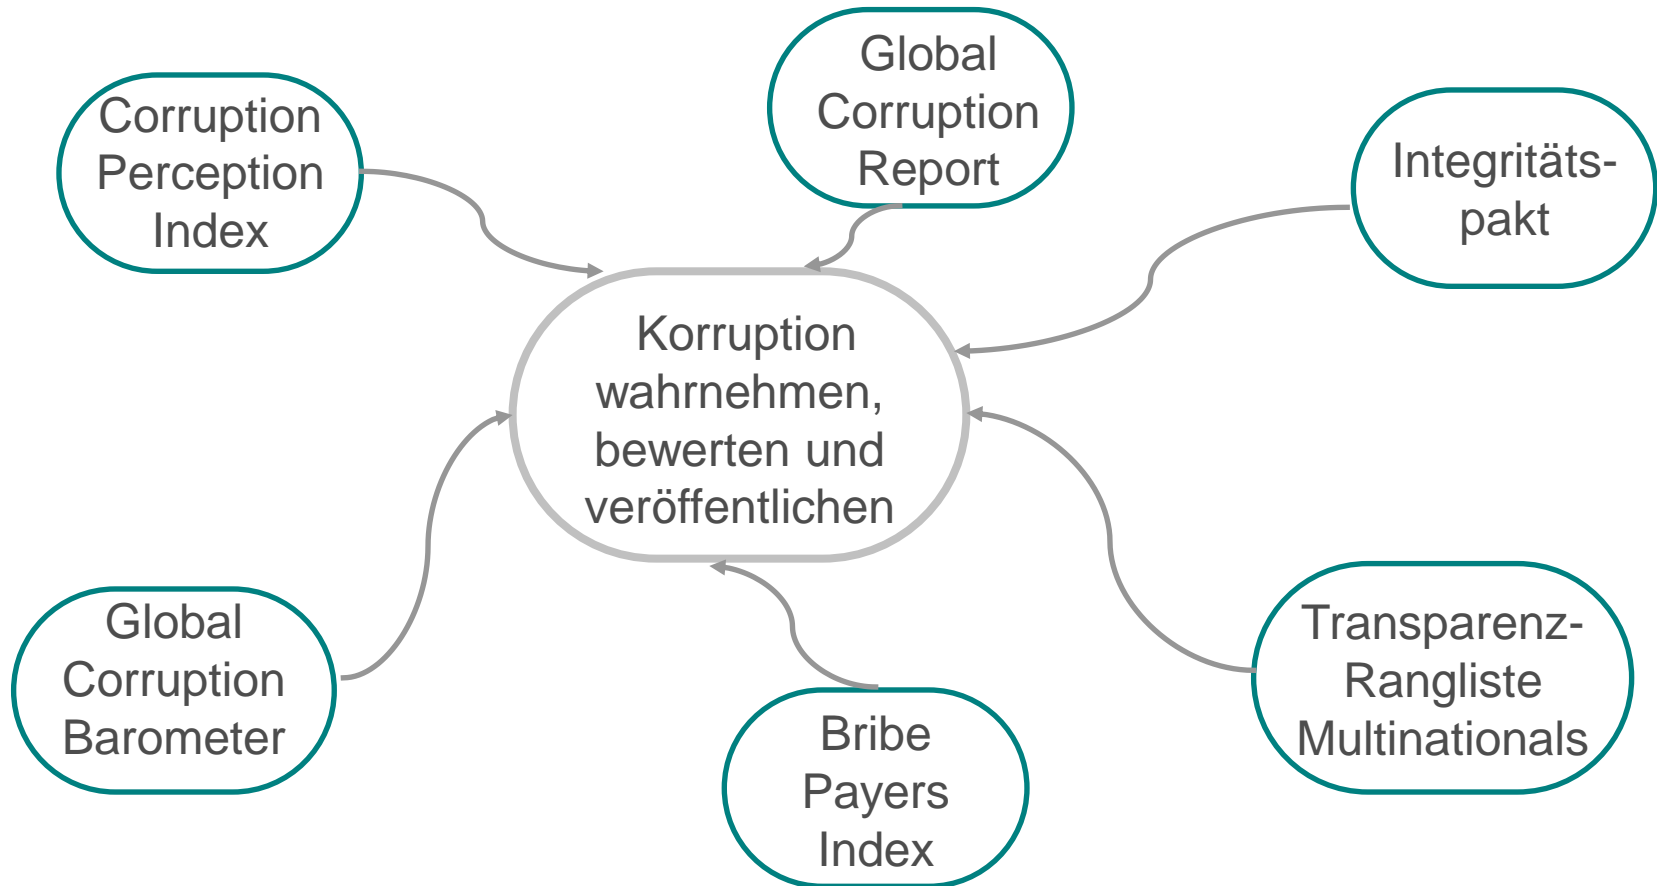 Global
Corruption
Report
Corruption
Perception
Index
Integritäts-
pakt
Korruption
wahrnehmen,
bewerten und
veröffentlichen
Global
Corruption
Barometer
Transparenz-
Rangliste
Multinationals
Bribe
Payers
Index